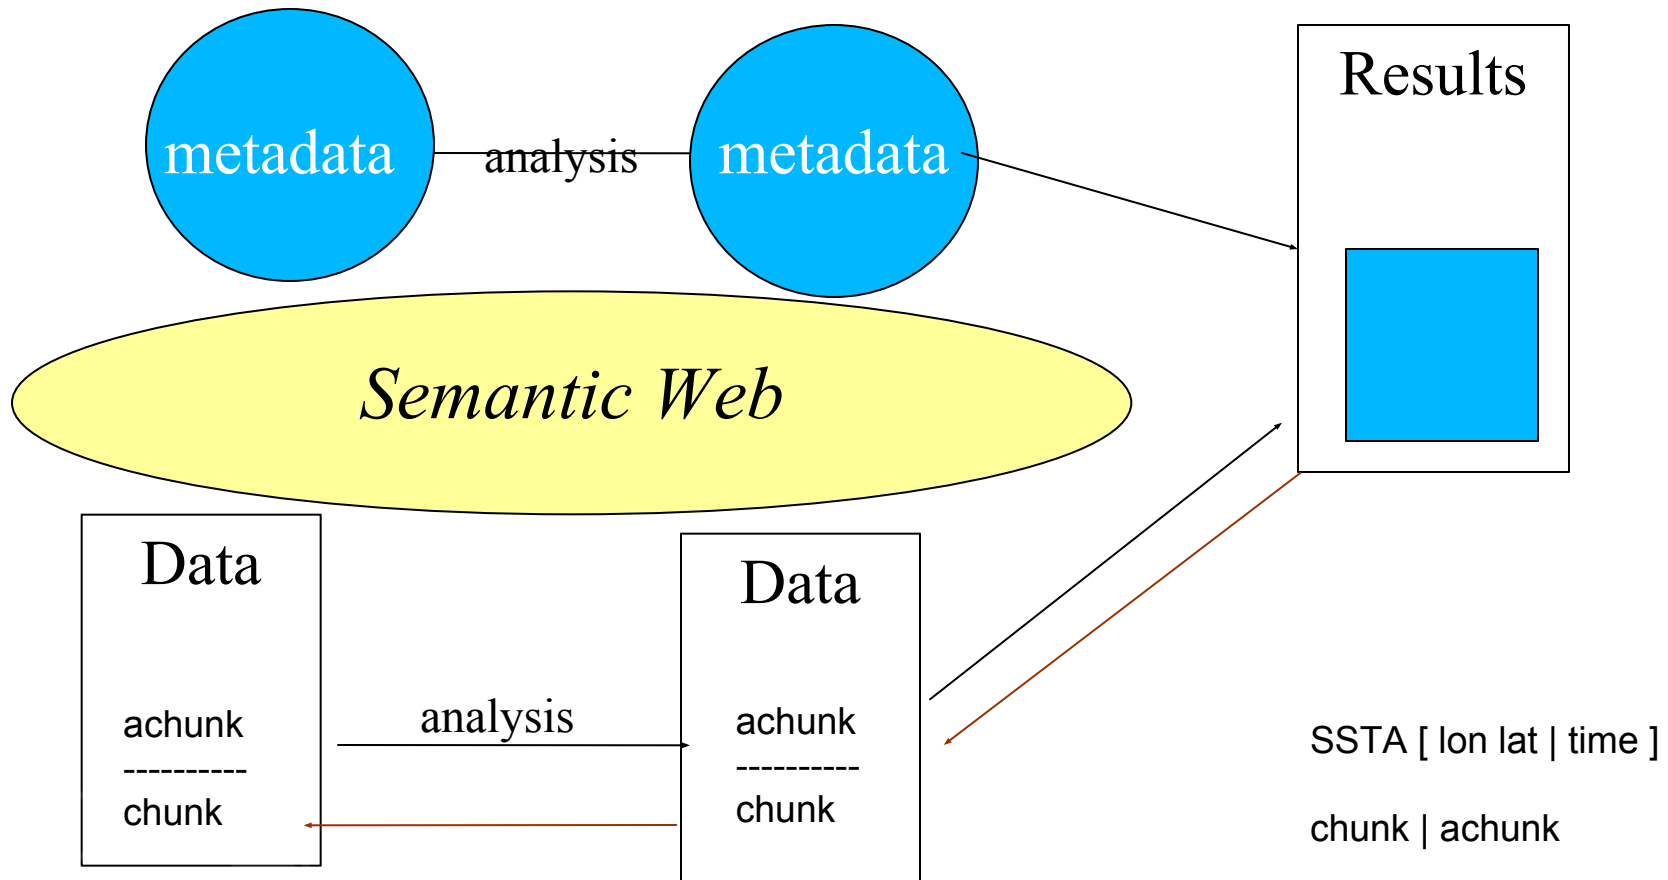 Results
metadata
analysis
metadata
Semantic Web
Data
achunk
----------
chunk
analysis
Data
achunk
----------
chunk
SSTA [ lon lat | time ]
chunk | achunk